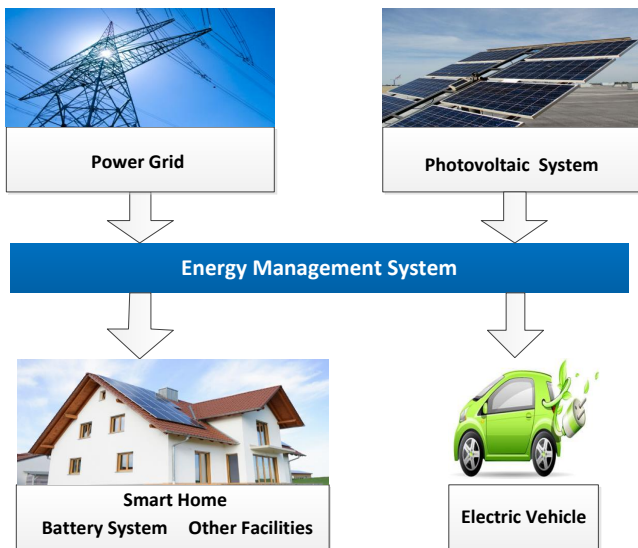 Power Grid
Photovoltaic System
Energy Management System
Smart Home
Battery System Other Facilities
Electric Vehicle